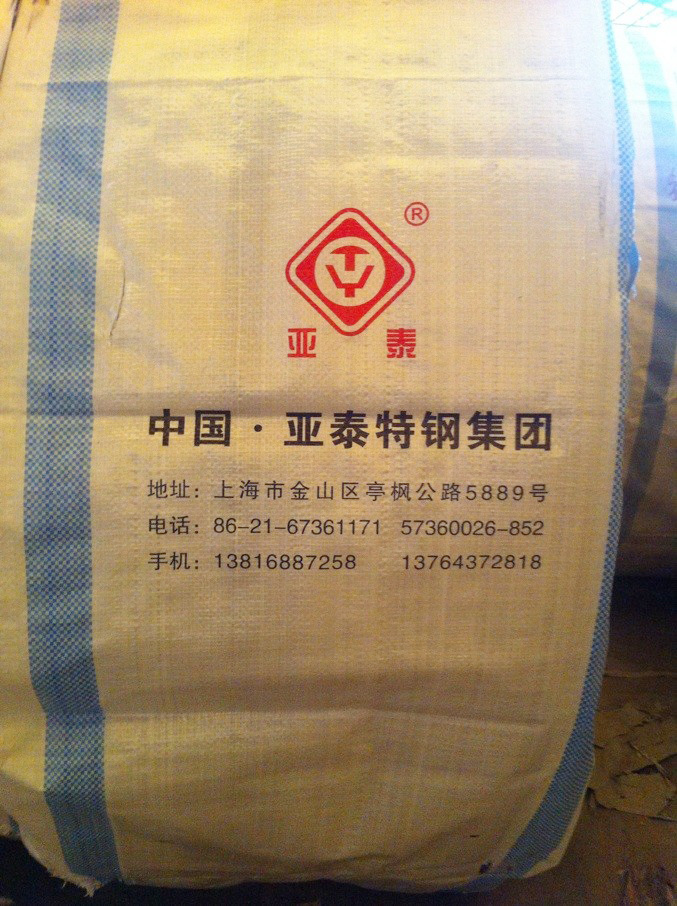 ®
亚泰
中国·亚泰特钢集团
地址：上海市金山区亭枫公路5889号
电话：86-21-67361171 57360026-852
手机：13816887258 13764372818